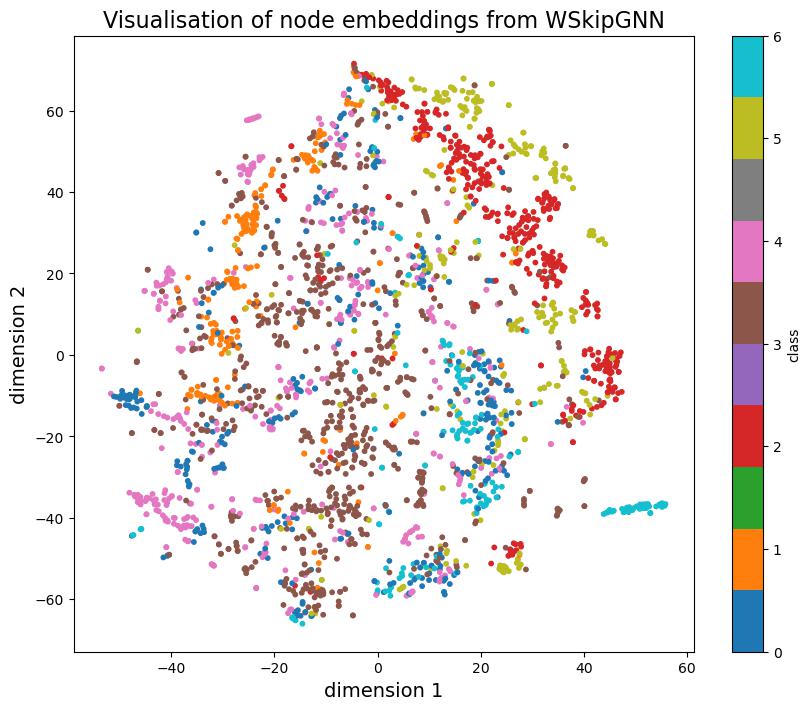 Visualisation of node embeddings from WSkipGNN
dimension 2
60
40
20
0
−20
−40
−60
−40 −20 0 20 40 60
dimension 1
6
5
4
3
2
1
0
class